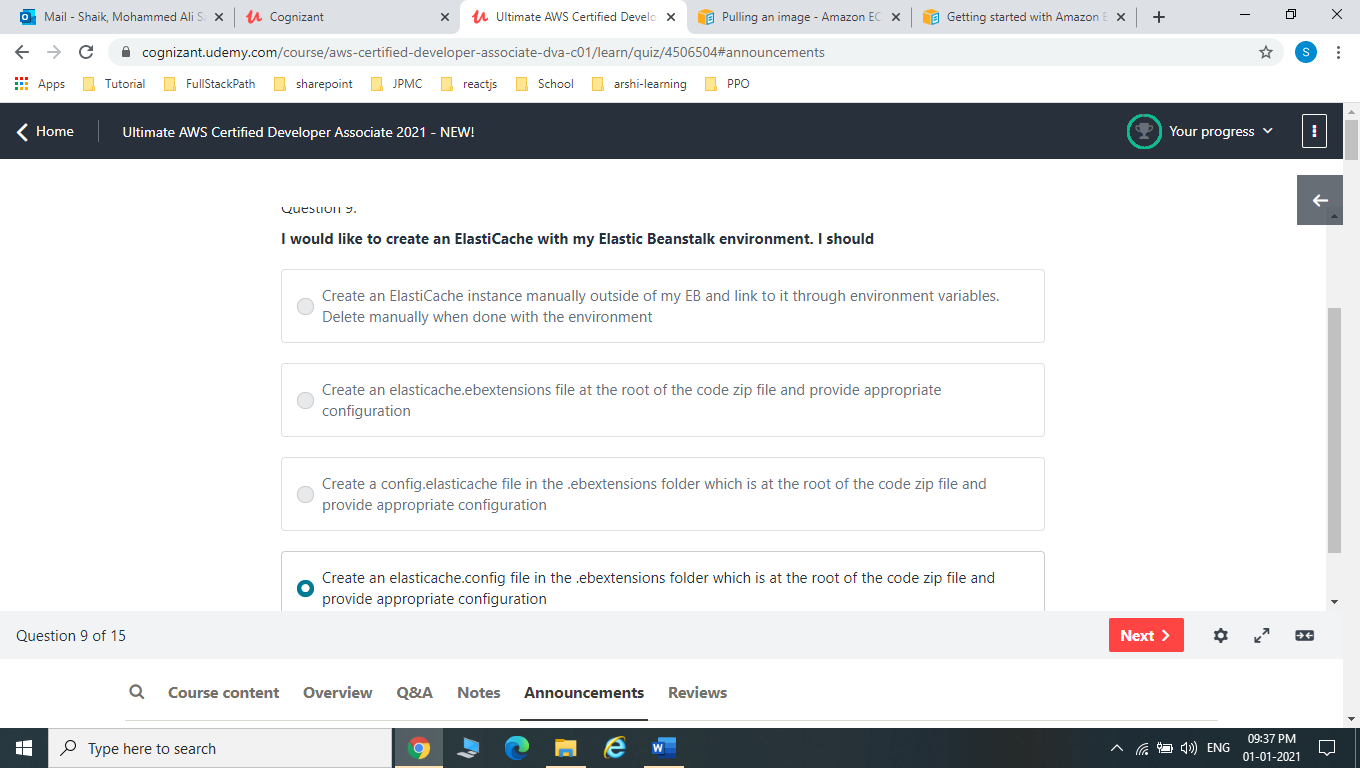 Mail - Shaik, Mohammed Ali S
Cognizant
Ultimate AWS Certified Develo
Pulling an image - Amazon EC
Getting started with Amazon E
cognizant.udemy.com/course/aws-certified-developer-associate-dva-c01/learn/quiz/4506504#announcements
S
Apps
Tutorial
FullStackPath
sharepoint
JPMC
reactjs
School
arshi-learning
PPO
Home
Ultimate AWS Certified Developer Associate 2021 - NEW!
Your progress
Question 9:
I would like to create an ElastiCache with my Elastic Beanstalk environment. I should
Create an ElastiCache instance manually outside of my EB and link to it through environment variables.
Delete manually when done with the environment
Create an elasticache.ebextensions file at the root of the code zip file and provide appropriate
configuration
Create a config.elasticache file in the .ebextensions folder which is at the root of the code zip file and
provide appropriate configuration
Create an elasticache.config file in the .ebextensions folder which is at the root of the code zip file and
provide appropriate configuration
Question 9 of 15
Next
Course content
Overview
Q&A
Notes
Announcements
Reviews
Type here to search
ENG
09:37 PM
01-01-2021